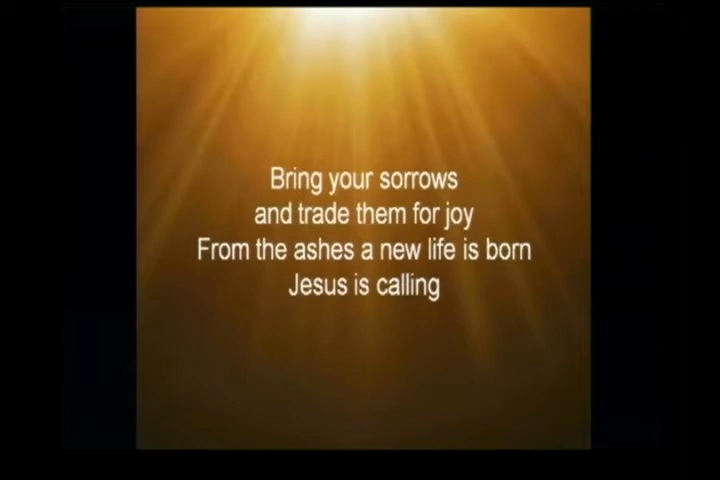 Bring your sorrows
and trade them for joy
From the ashes a new life is born
Jesus is calling